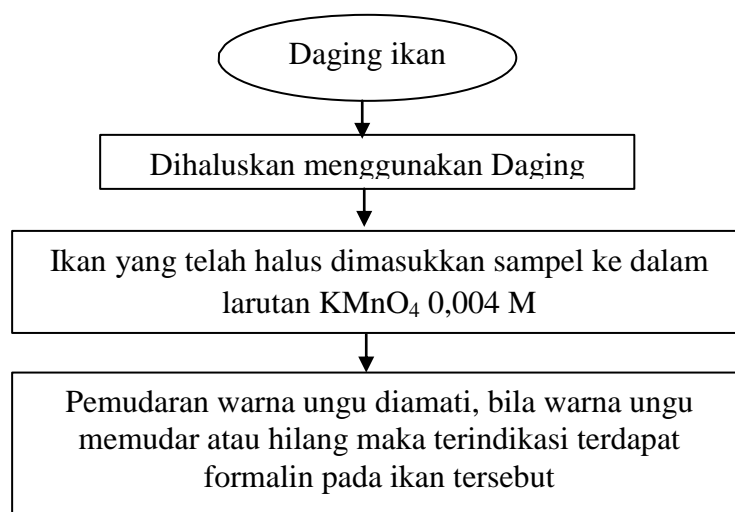 Daging ikan
Dihaluskan menggunakan Daging
Ikan yang telah halus dimasukkan sampel ke dalam
larutan KMnO₄ 0,004 M
Pemudaran warna ungu diamati, bila warna ungu
memudar atau hilang maka terindikasi terdapat
formalin pada ikan tersebut